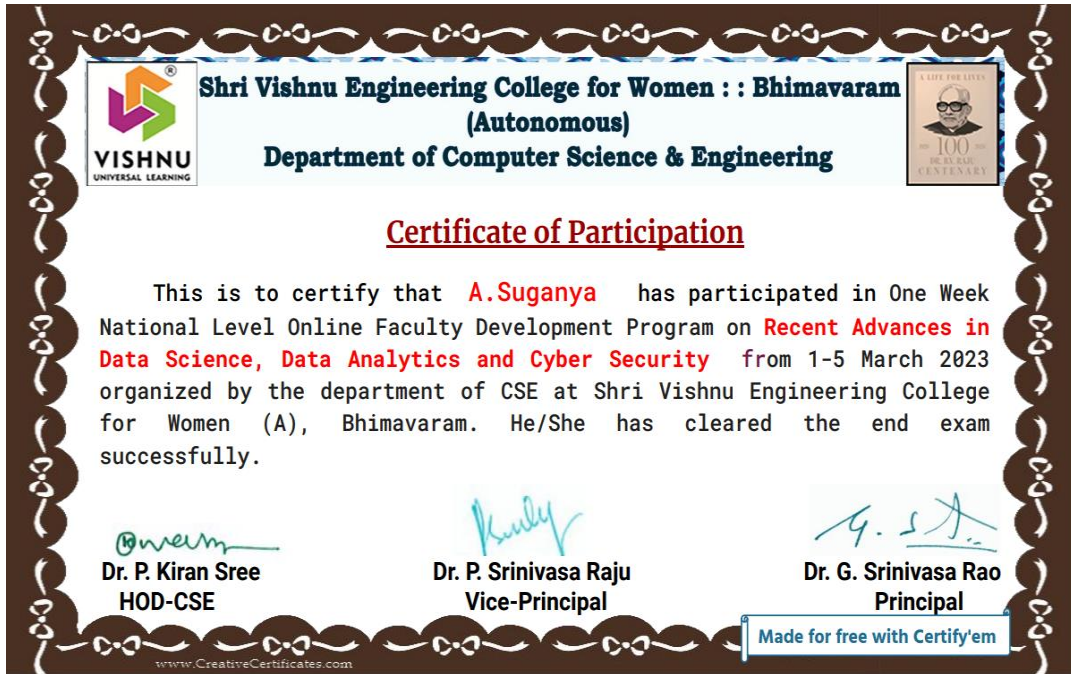 Shri Vishnu Engineering College for Women : : Bhimavaram
(Autonomous)
Department of Computer Science & Engineering
®
VISHNU
UNIVERSAL LEARNING
A LIFE FOR LIVES
100
DR. B.V. RAJU
CENTENARY
Certificate of Participation
This is to certify that A.Suganya has participated in One Week
National Level Online Faculty Development Program on Recent Advances in
Data Science, Data Analytics and Cyber Security from 1-5 March 2023
organized by the department of CSE at Shri Vishnu Engineering College
for Women (A), Bhimavaram. He/She has cleared the end exam
successfully.
Dr. P. Kiran Sree
HOD-CSE
Dr. P. Srinivasa Raju
Vice-Principal
Dr. G. Srinivasa Rao
Principal
Made for free with Certify'em
www.CreativeCertificates.com